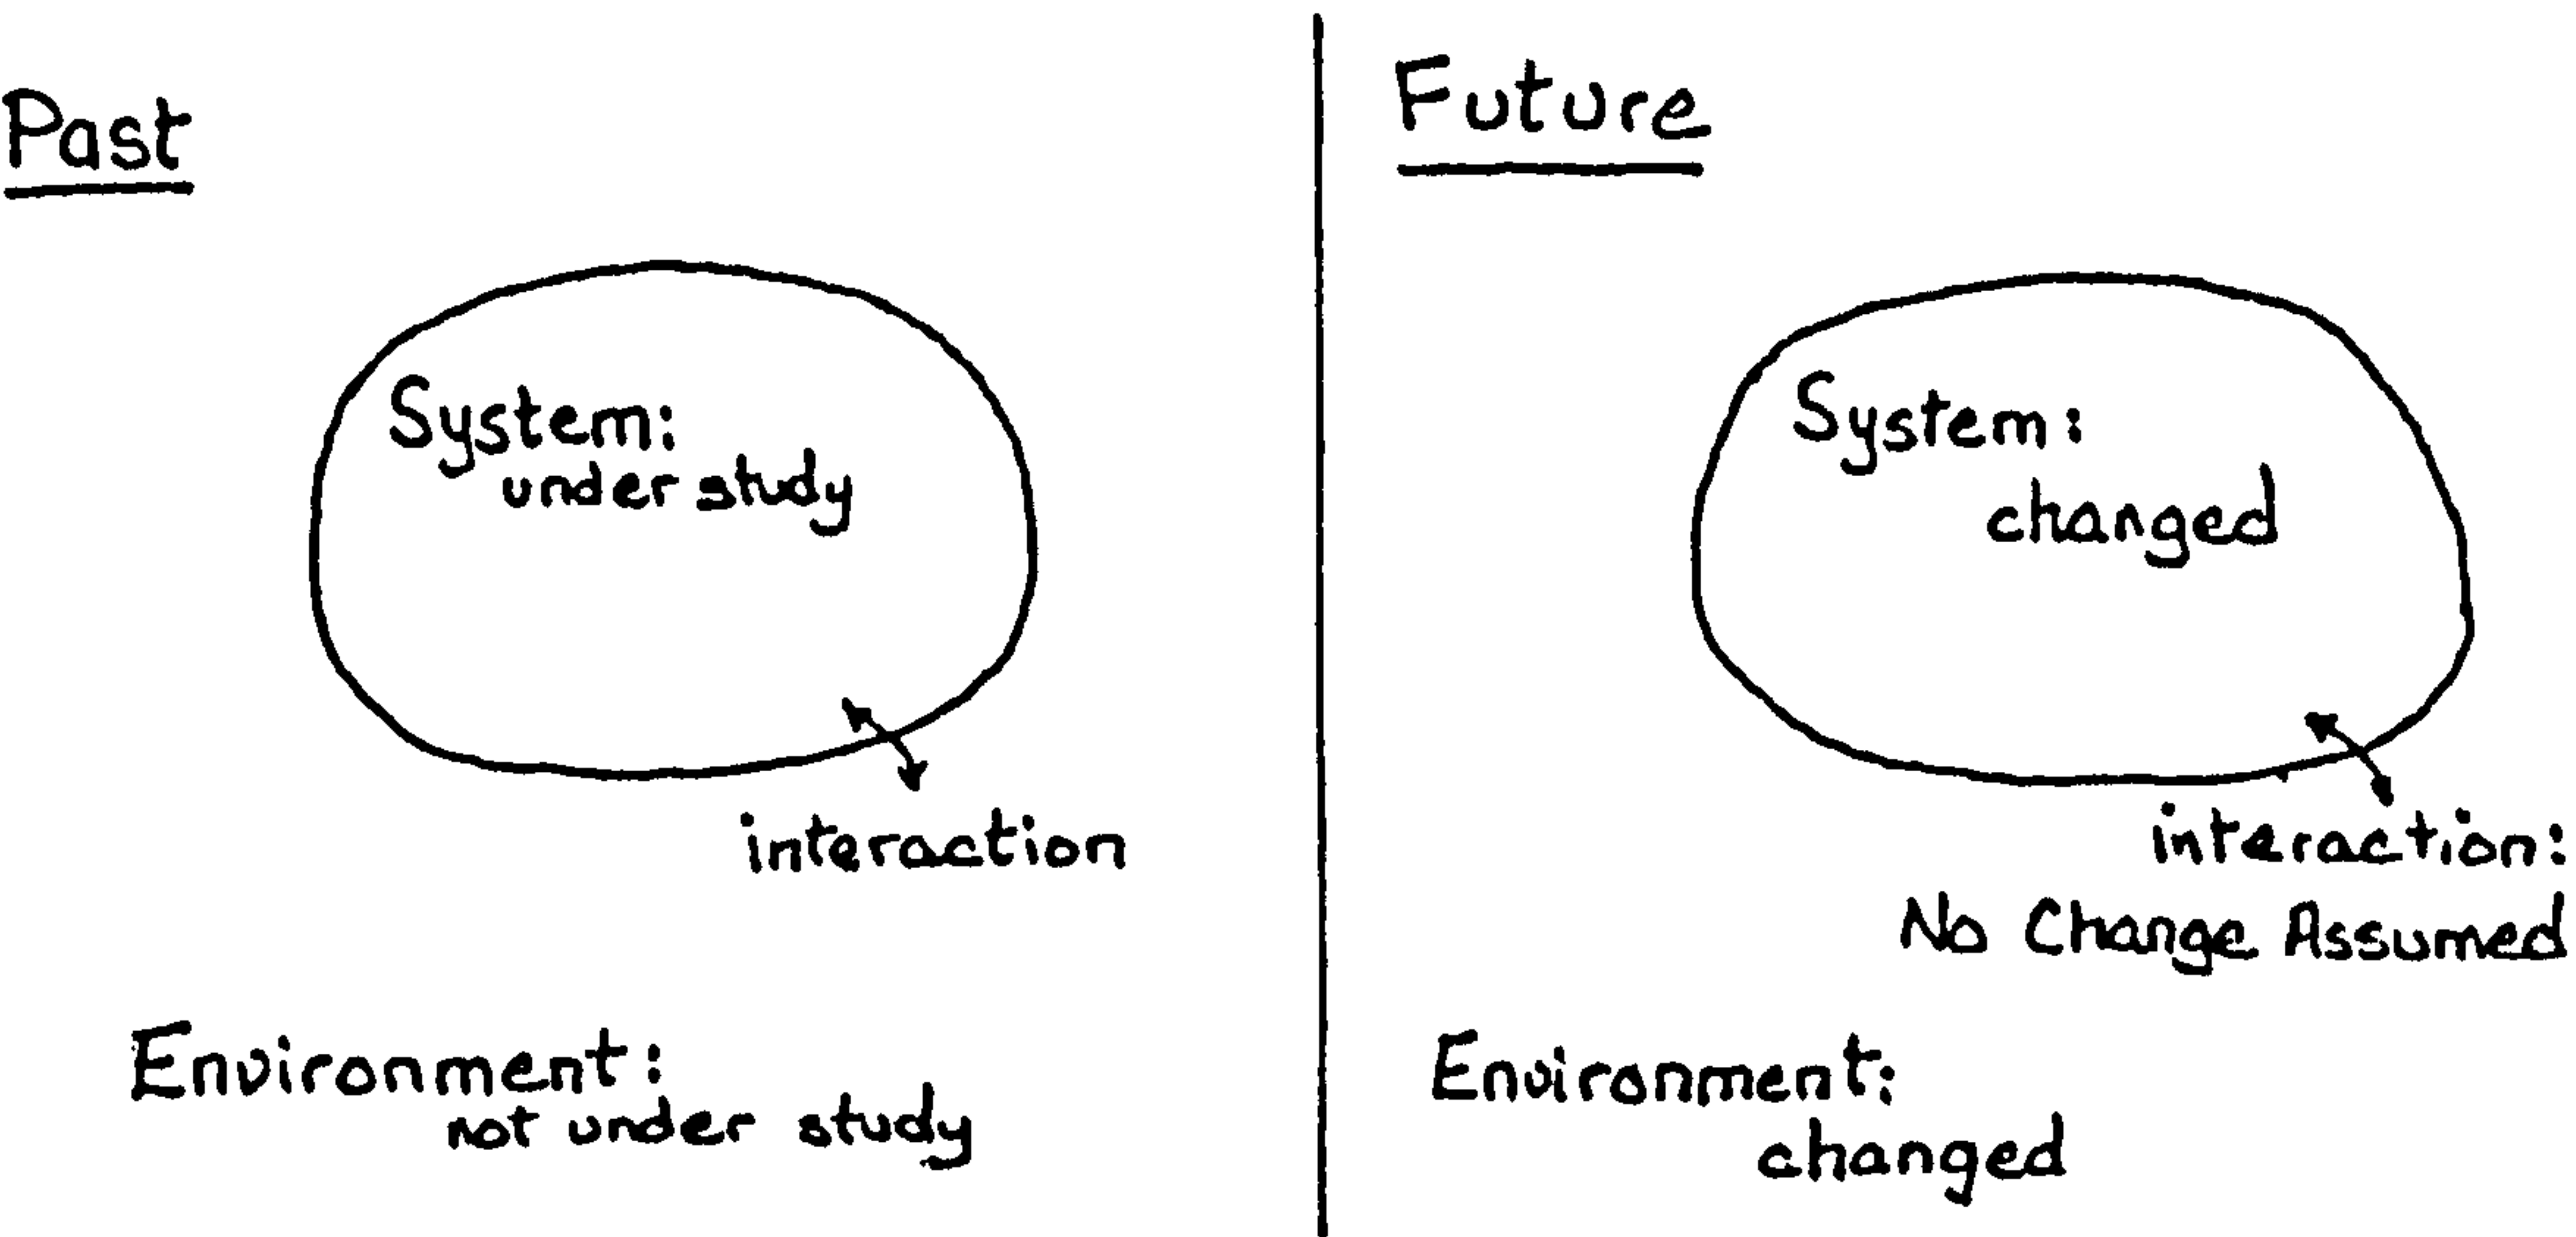 Past
System:
under study
interaction
Environment:
not under study
Future
System:
changed
interaction:
No Change Assumed
Environment:
changed